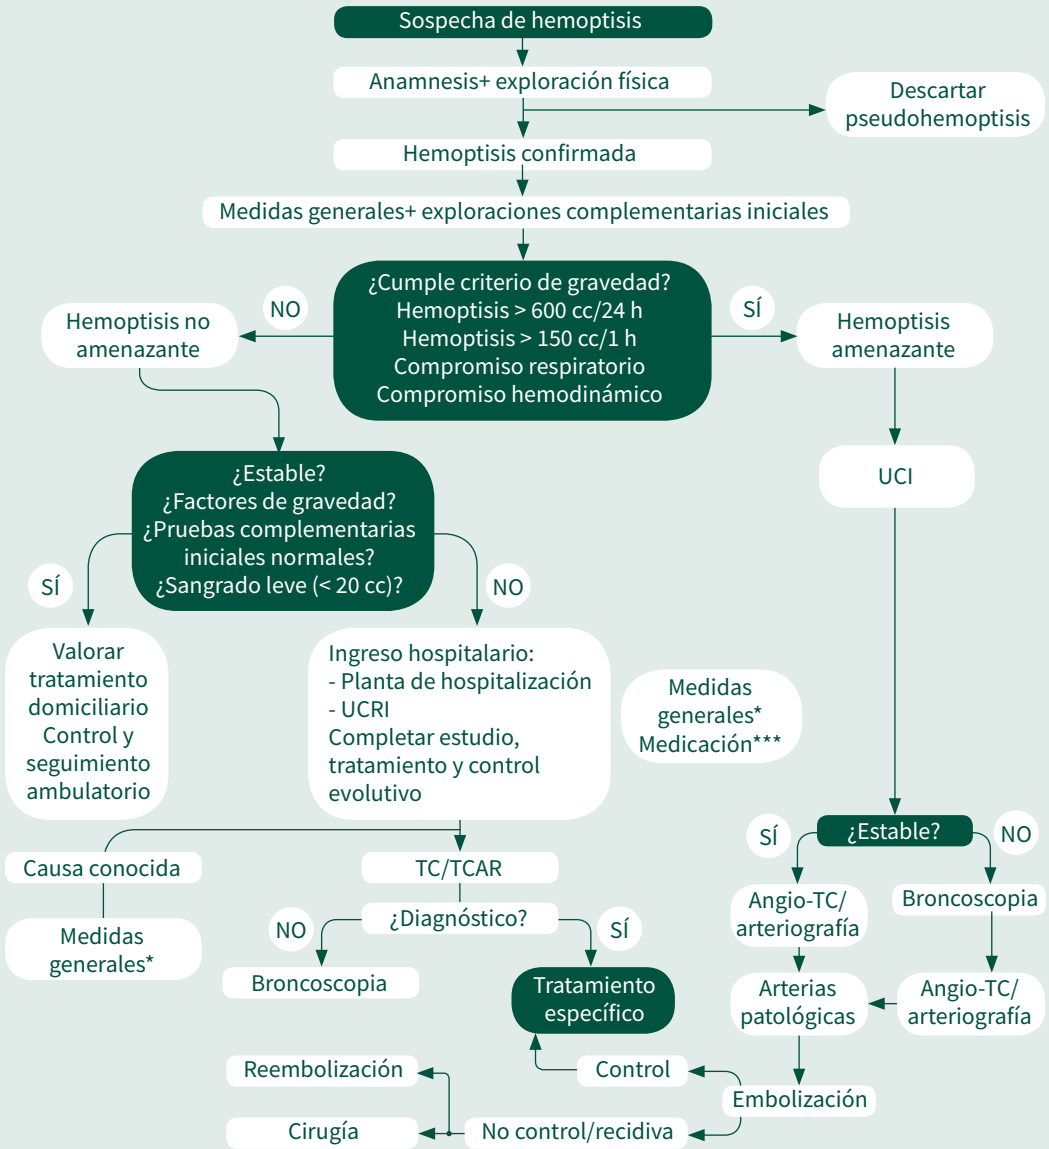 Sospecha de hemoptisis
Anamnesis+ exploración física
Descartar
pseudohemoptisis
Hemoptisis confirmada
Medidas generales+ exploraciones complementarias iniciales
¿Cumple criterio de gravedad?
Hemoptisis > 600 cc/24 h
Hemoptisis > 150 cc/1 h
Compromiso respiratorio
Compromiso hemodinámico
NO
SÍ
Hemoptisis no
amenazante
Hemoptisis
amenazante
UCI
¿Estable?
¿Factores de gravedad?
¿Pruebas complementarias
iniciales normales?
¿Sangrado leve (< 20 cc)?
SÍ
NO
Valorar
tratamiento
domiciliario
Control y
seguimiento
ambulatorio
Ingreso hospitalario:
- Planta de hospitalización
- UCRI
Completar estudio,
tratamiento y control
evolutivo
Medidas
generales*
Medicación***
SÍ
¿Estable?
NO
Causa conocida
TC/TCAR
Medidas
generales*
NO
¿Diagnóstico?
SÍ
Broncoscopia
Tratamiento
específico
Angio-TC/
arteriografía
Broncoscopia
Arterias
patológicas
Angio-TC/
arteriografía
Reembolización
Control
Embolización
Cirugía
No control/recidiva